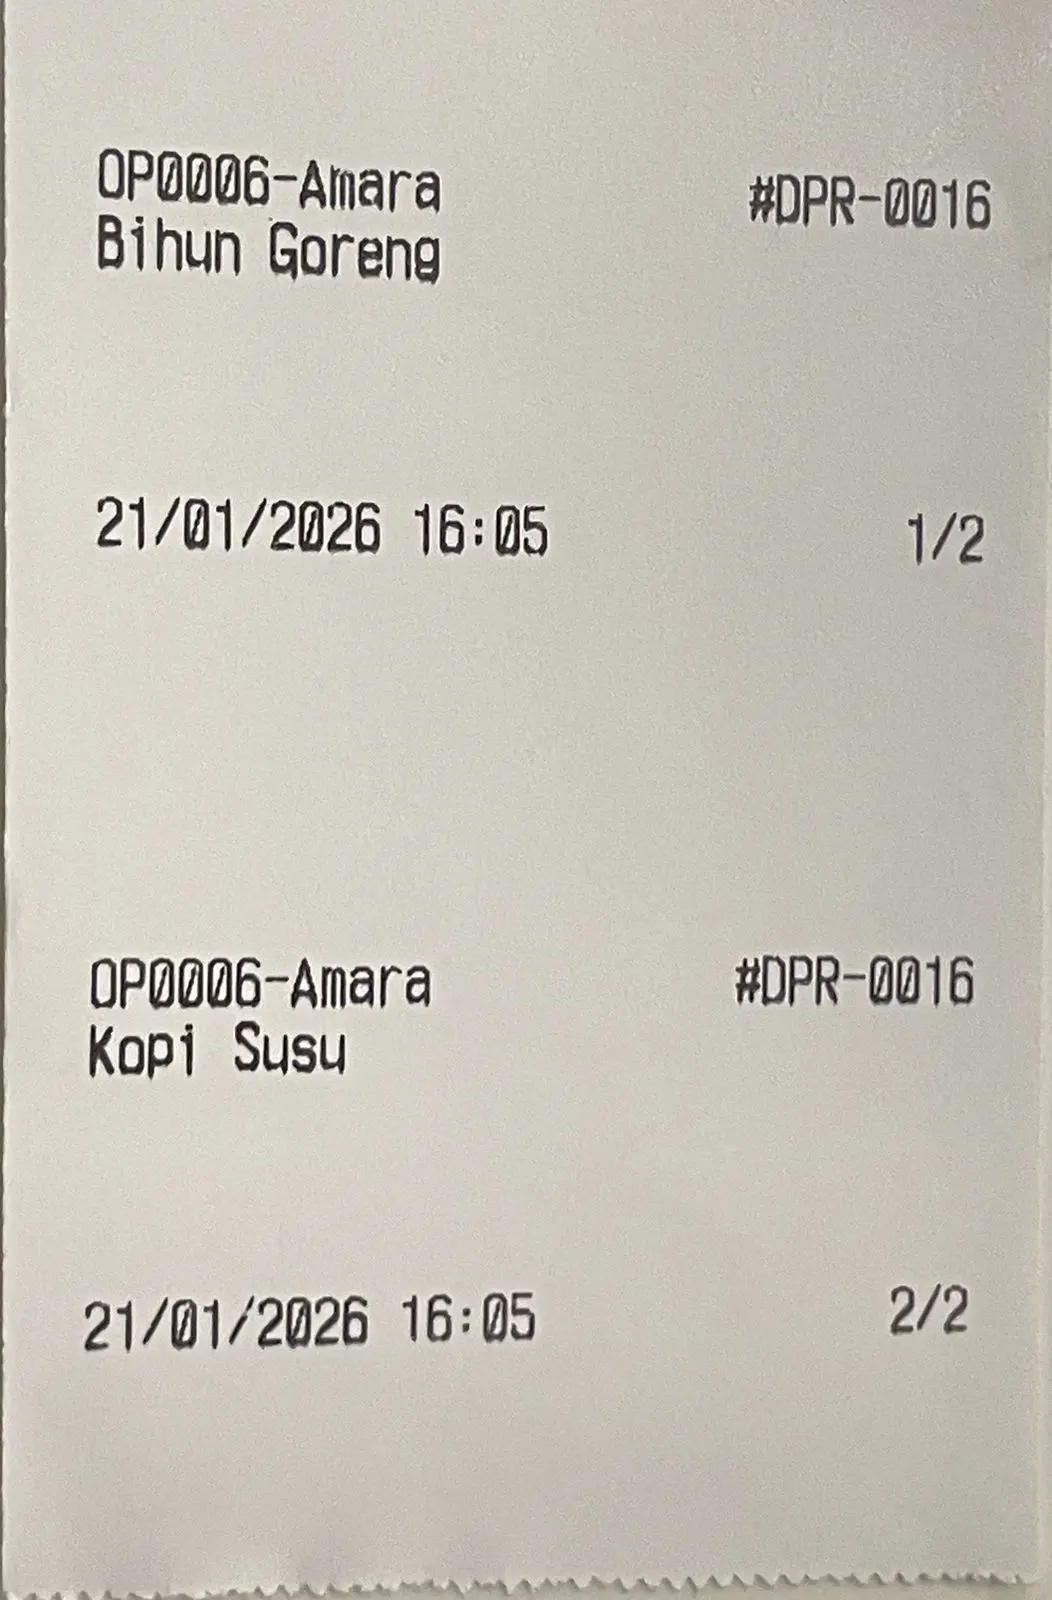 OP0006-Amara #DPR-0016
Bihun Goreng
21/01/2026 16:05 1/2
OP0006-Amara #DPR-0016
Kopi Susu
21/01/2026 16:05 2/2